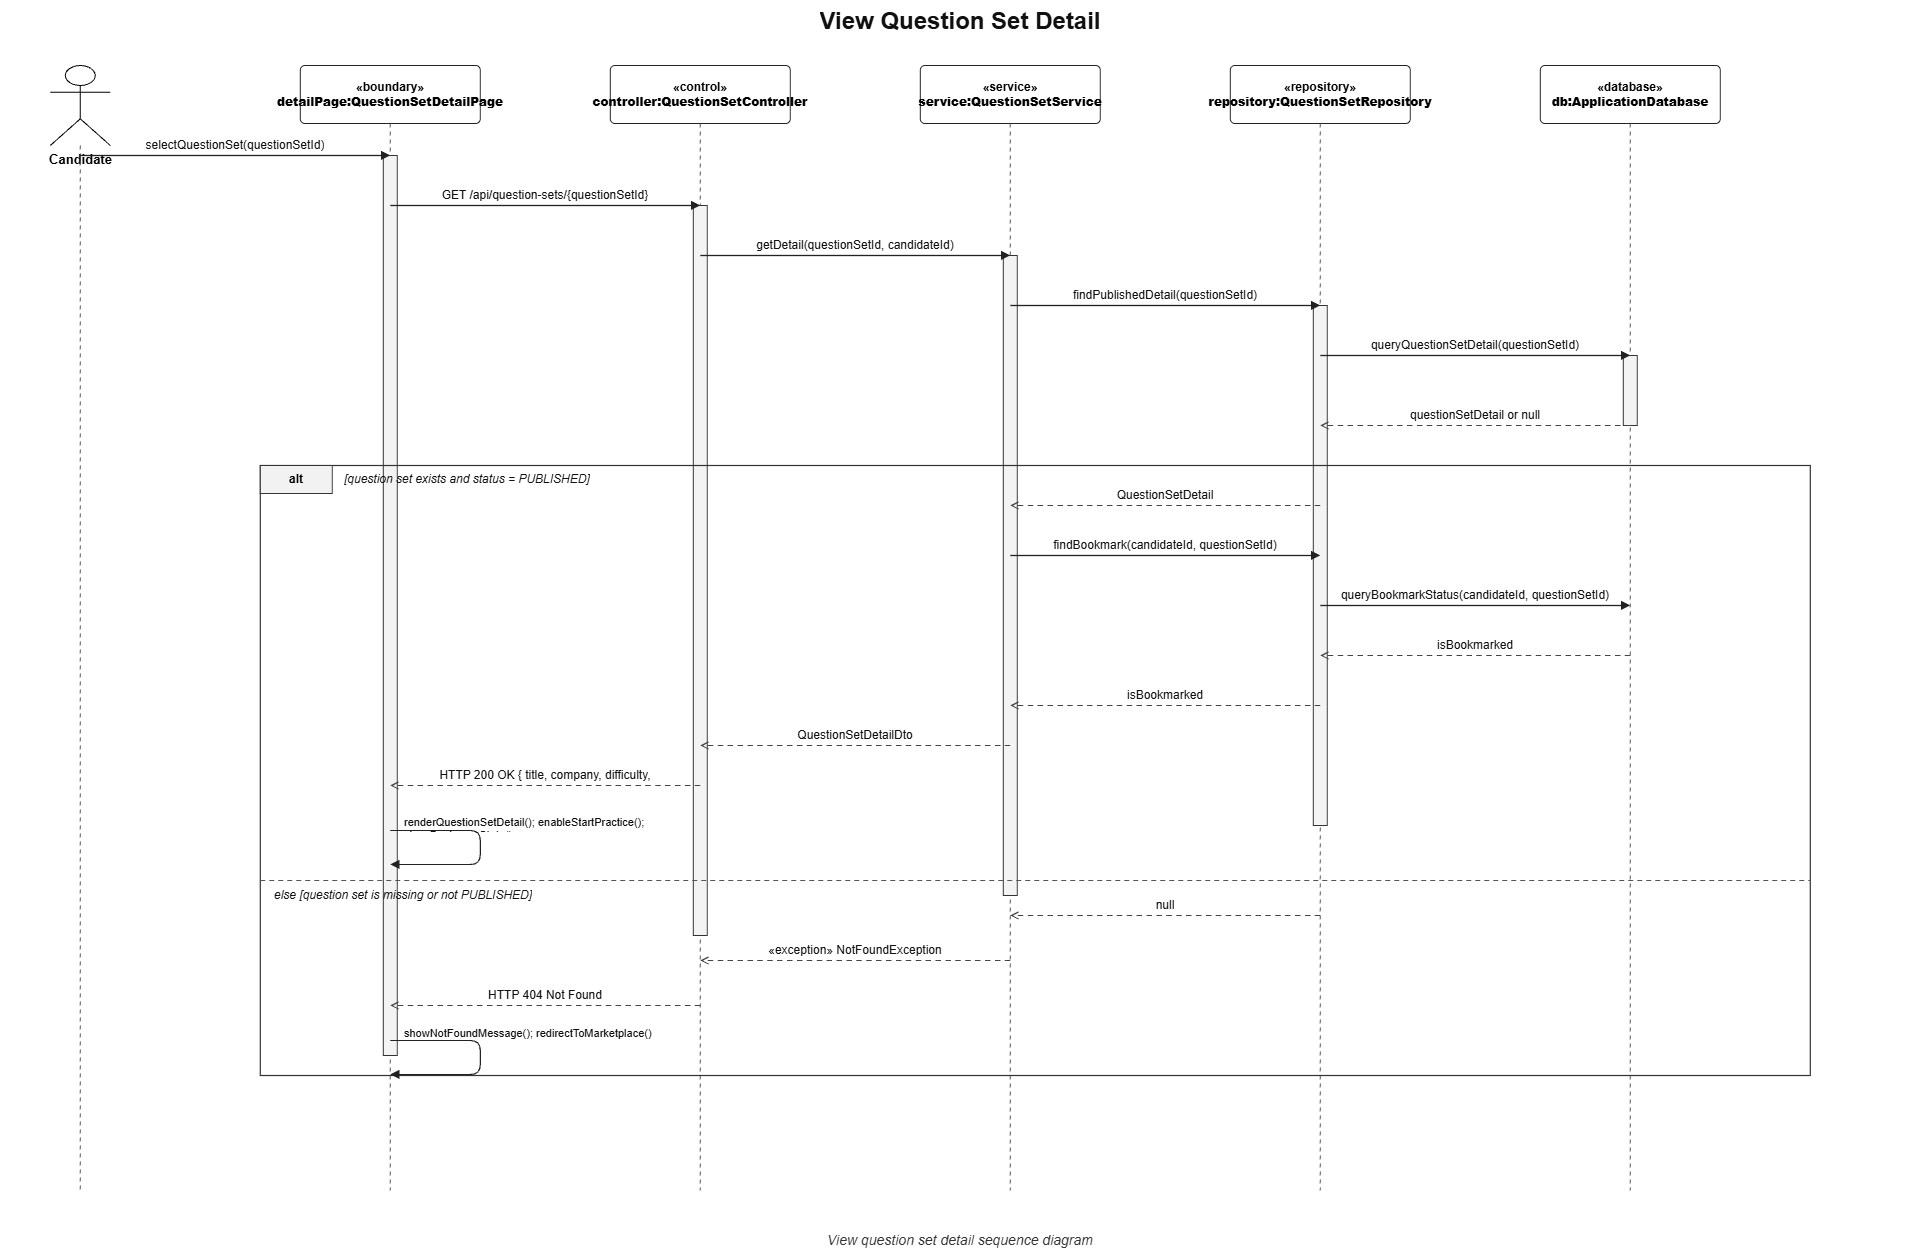 View Question Set Detail
«boundary»
detailPage:QuestionSetDetailPage
«control»
controller:QuestionSetController
«service»
service:QuestionSetService
«repository»
repository:QuestionSetRepository
«database»
db:ApplicationDatabase
Candidate
selectQuestionSet(questionSetId)
GET /api/question-sets/{questionSetId}
getDetail(questionSetId, candidateId)
findPublishedDetail(questionSetId)
queryQuestionSetDetail(questionSetId)
questionSetDetail or null
alt
[question set exists and status = PUBLISHED]
QuestionSetDetail
findBookmark(candidateId, questionSetId)
queryBookmarkStatus(candidateId, questionSetId)
isBookmarked
isBookmarked
QuestionSetDetailDto
HTTP 200 OK { title, company, difficulty,
renderQuestionSetDetail(); enableStartPractice();
else [question set is missing or not PUBLISHED]
null
«exception» NotFoundException
HTTP 404 Not Found
showNotFoundMessage(); redirectToMarketplace()
View question set detail sequence diagram